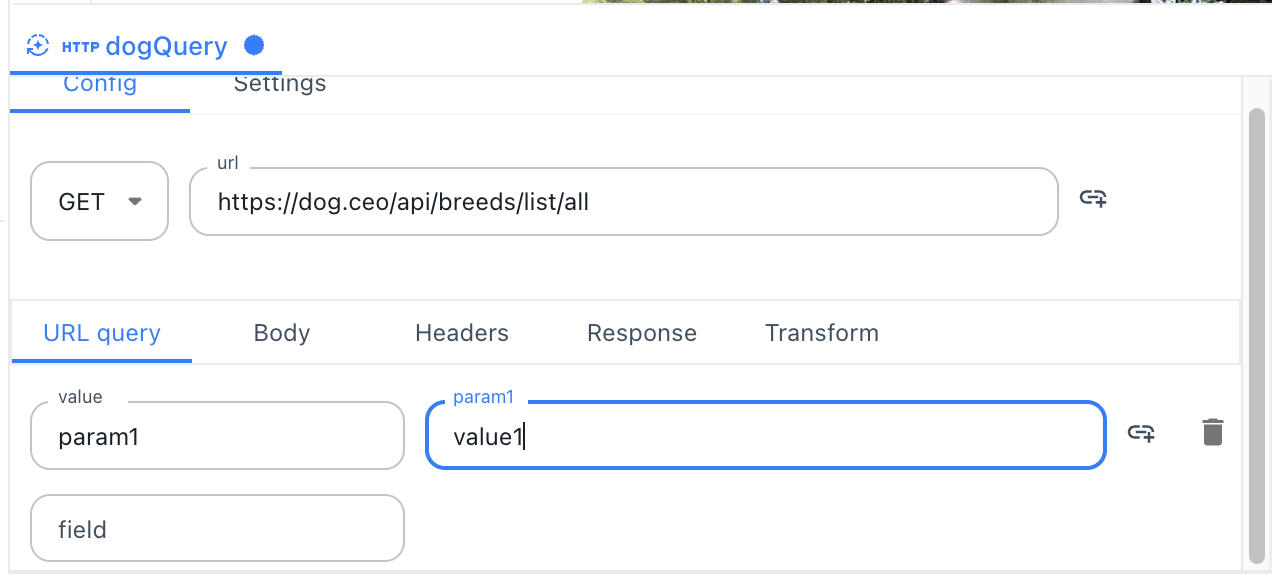 HTTP dogQuery
Config Settings
url
GET https://dog.ceo/api/breeds/list/all
URL query Body Headers Response Transform
value param1
param1 value1
field